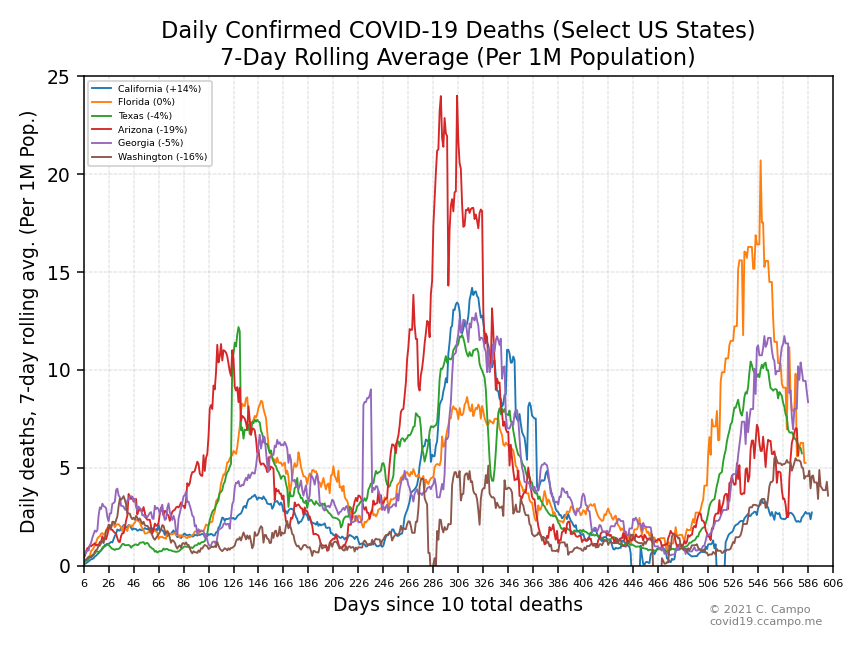 Daily Confirmed COVID-19 Deaths (Select US States)
7-Day Rolling Average (Per 1M Population)
Daily deaths, 7-day rolling avg. (Per 1M Pop.)
25
20
15
10
5
0
California (+14%)
Florida (0%)
Texas (-4%)
Arizona (-19%)
Georgia (-5%)
Washington (-16%)
6 26 46 66 86 106 126 146 166 186 206 226 246 266 286 306 326 346 366 386 406 426 446 466 486 506 526 546 566 586 606
Days since 10 total deaths
© 2021 C. Campo
covid19.ccampo.me